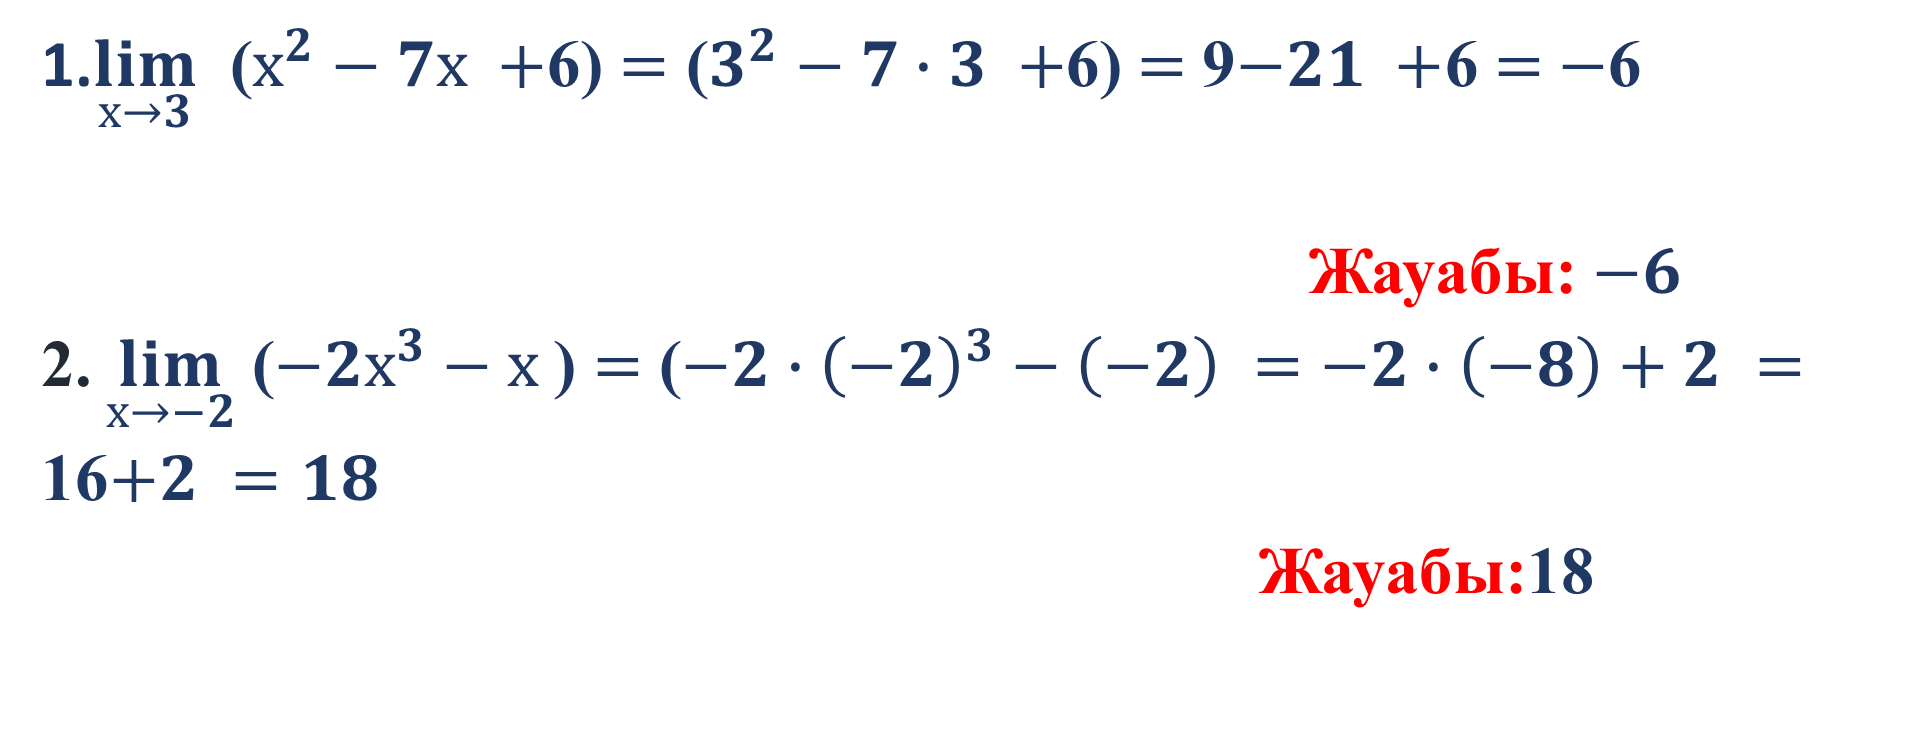 1. lim (x² − 7x +6) = (3² − 7 · 3 +6) = 9−21 +6 = −6
x→3
Жауабы: −6
2. lim (−2x³ − x ) = (−2 · (−2)³ − (−2) = −2 · (−8) + 2 =
x→−2
16+2 = 18
Жауабы:18